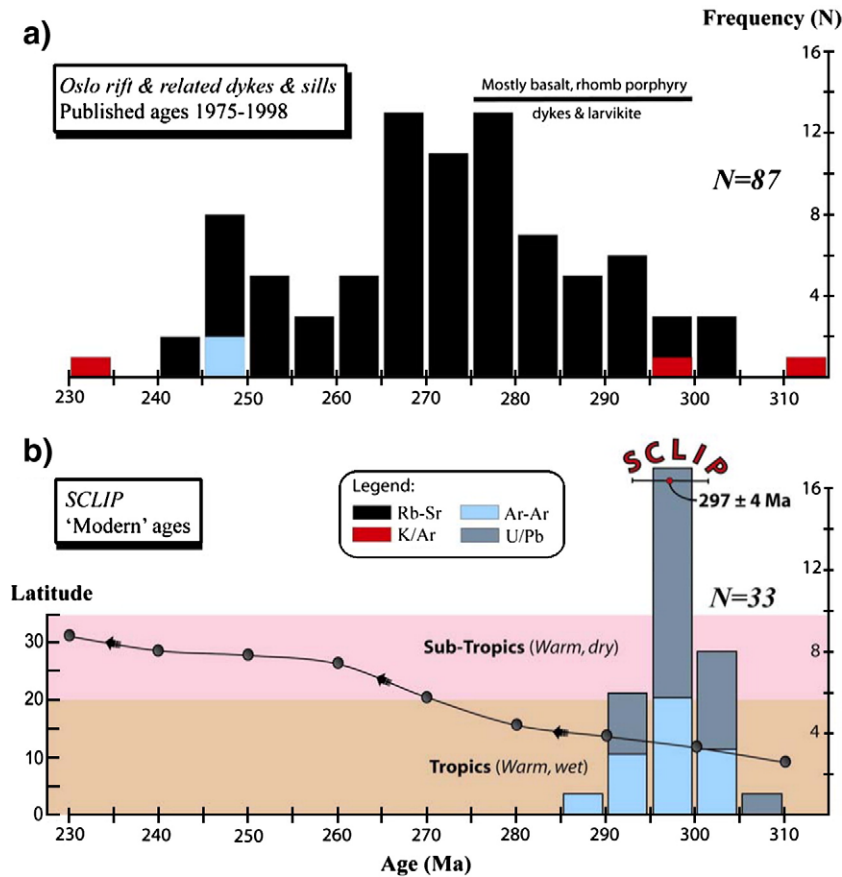 a)
Frequency (N)
Oslo rift & related dykes & sills
Published ages 1975-1998
Mostly basalt, rhomb porphyry
dykes & larvikite
N=87
16
12
8
4
230 240 250 260 270 280 290 300 310
b)
SCLIP
‘Modern’ ages
Legend:
Rb-Sr Ar-Ar
K/Ar U/Pb
SCLIP
297 ± 4 Ma
N=33
16
12
8
4
Latitude
30
20
10
0
Sub-Tropics (Warm, dry)
Tropics (Warm, wet)
230 240 250 260 270 280 290 300 310
Age (Ma)